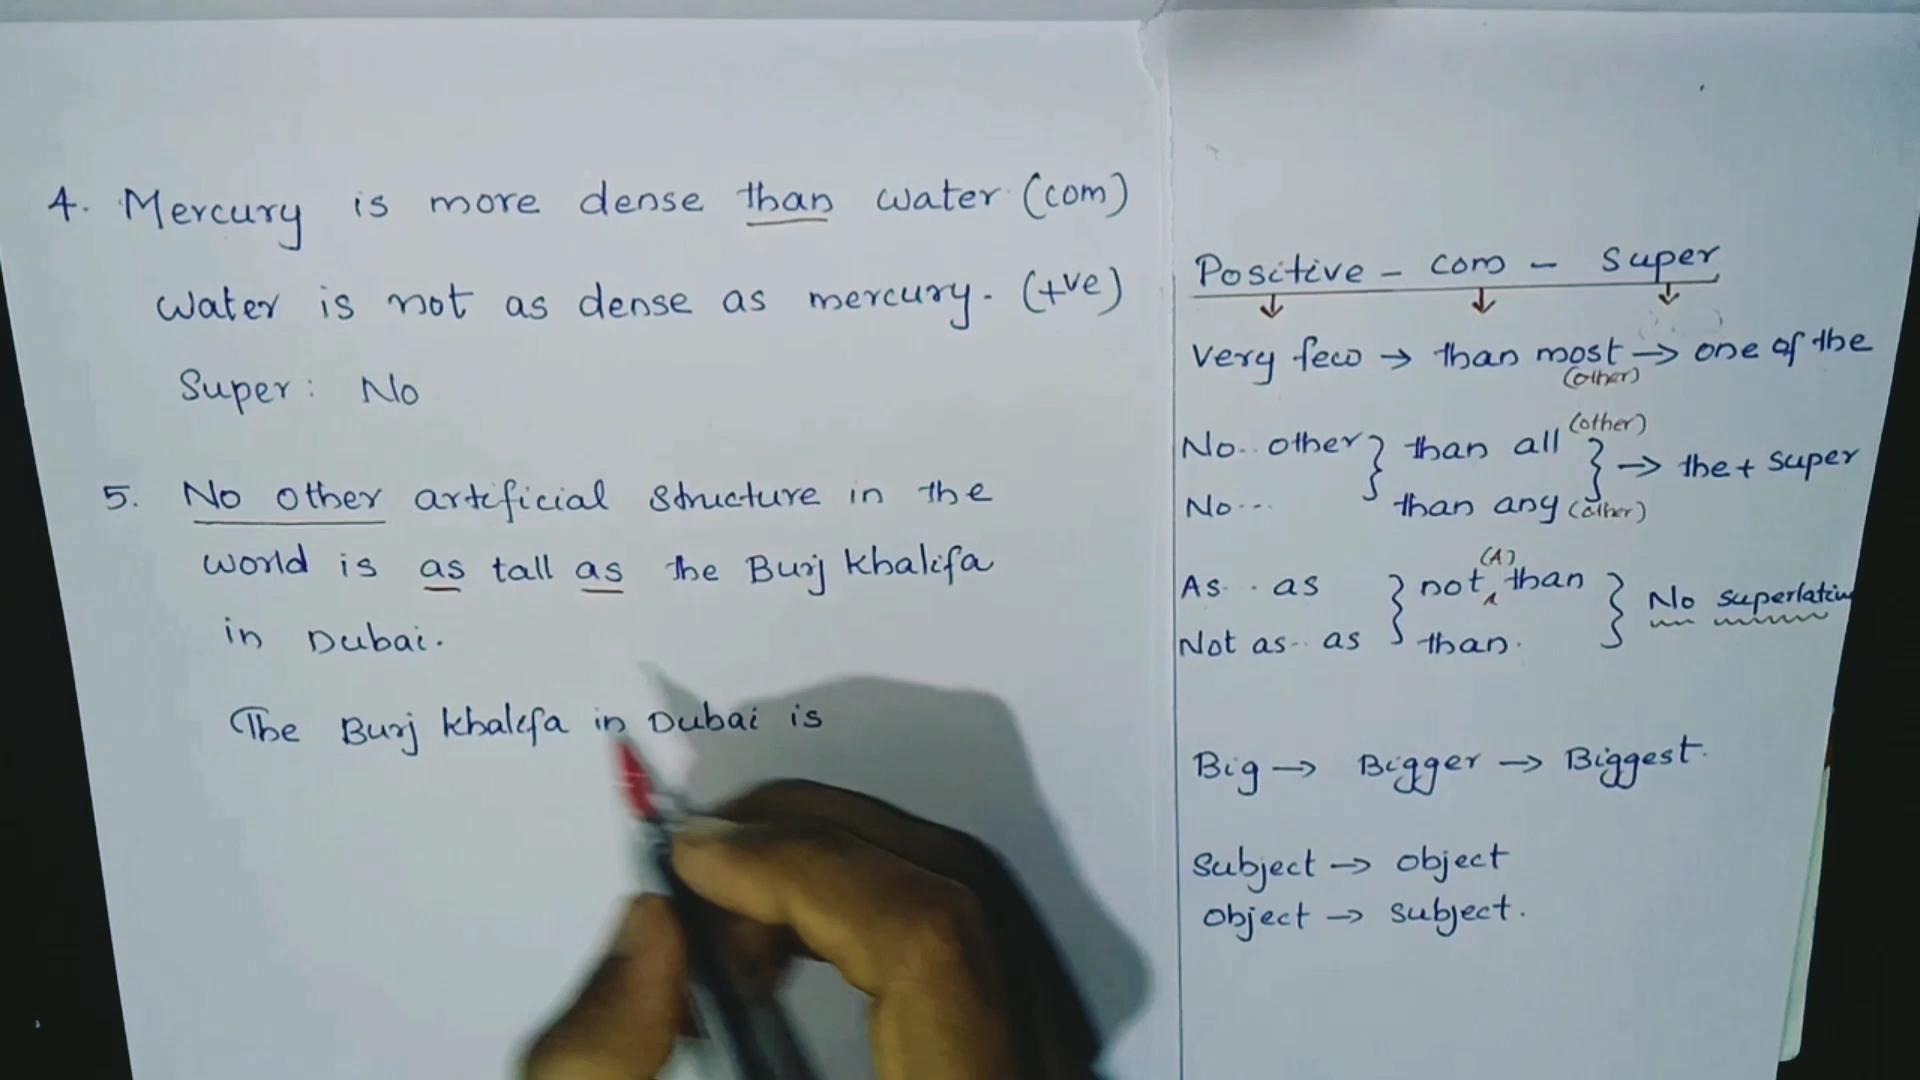 4. Mercury is more dense than water. (com)
Water is not as dense as mercury. (+ve)
Super: No
5. No other artificial structure in the
world is as tall as the Burj Khalifa
in Dubai.
The Burj Khalifa in Dubai is
Positive - com - Super
↓ ↓ ↓
Very few → than most → one of the
(other)
(other)
No.. other } than all } → the + super
No... than any (other)
(A)
As.. as } not ‸ than } No superlativ
Not as.. as than.
Big → Bigger → Biggest.
Subject → object
object → subject.